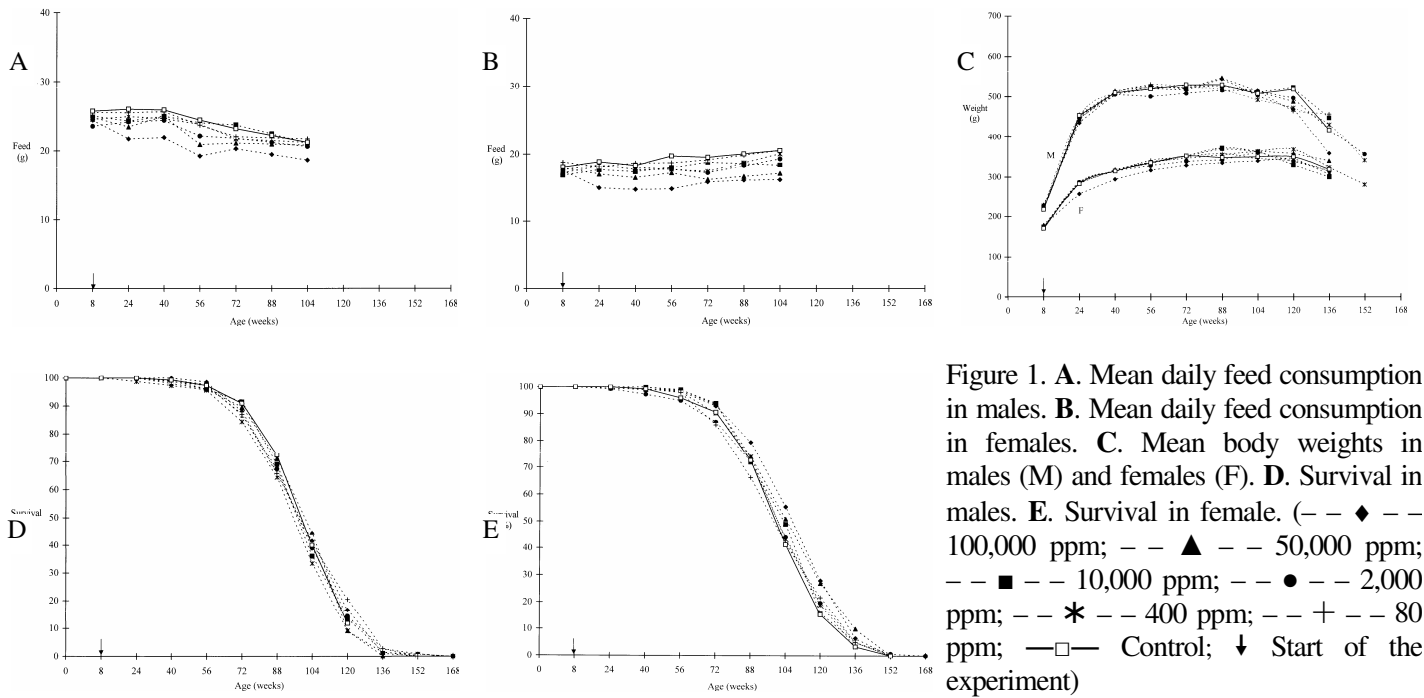 A
40
30
Feed
(g)
20
10
0
0 8 24 40 56 72 88 104 120 136 152 168
Age (weeks)
B
40
30
Feed
(g)
20
10
0
0 8 24 40 56 72 88 104 120 136 152 168
Age (weeks)
C
700
600
500
Weight
(g)
400
300
200
100
0
M
F
0 8 24 40 56 72 88 104 120 136 152 168
Age (weeks)
D
100
90
80
70
60
50
40
30
20
10
0
0 8 24 40 56 72 88 104 120 136 152 168
Age (weeks)
E
100
90
80
70
60
50
40
30
20
10
0
0 8 24 40 56 72 88 104 120 136 152 168
Age (weeks)
Figure 1. A. Mean daily feed consumption
in males. B. Mean daily feed consumption
in females. C. Mean body weights in
males (M) and females (F). D. Survival in
males. E. Survival in female. (– – ♦ – –
100,000 ppm; – – ▲ – – 50,000 ppm;
– – ■ – – 10,000 ppm; – – ● – – 2,000
ppm; – – ∗ – – 400 ppm; – – + – – 80
ppm; —□— Control; ↓ Start of the
experiment)